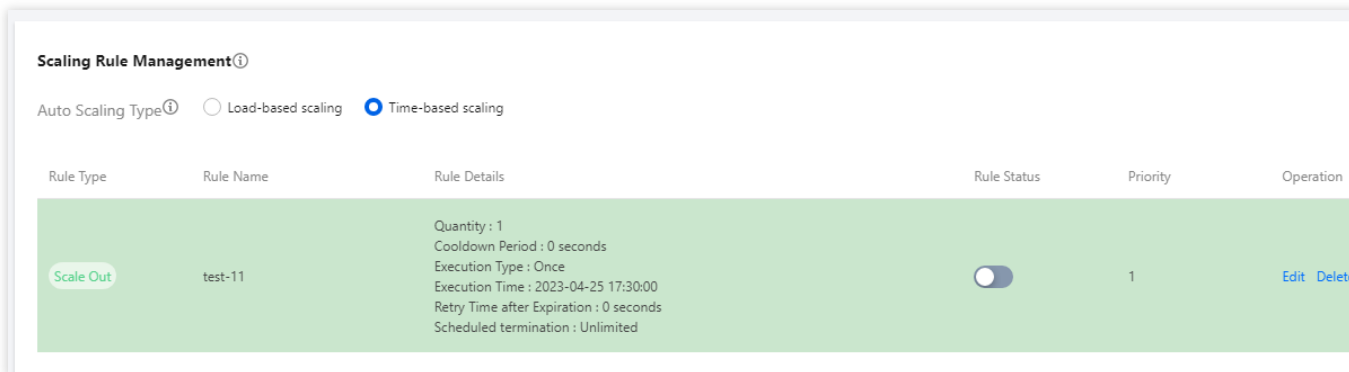 Scaling Rule Management
Auto Scaling Type Load-based scaling Time-based scaling
Rule Type Rule Name Rule Details Rule Status Priority Operation
Quantity : 1
Cooldown Period : 0 seconds
Execution Type : Once
Scale Out test-11 Execution Time : 2023-04-25 17:30:00 1 Edit Delet
Retry Time after Expiration : 0 seconds
Scheduled termination : Unlimited